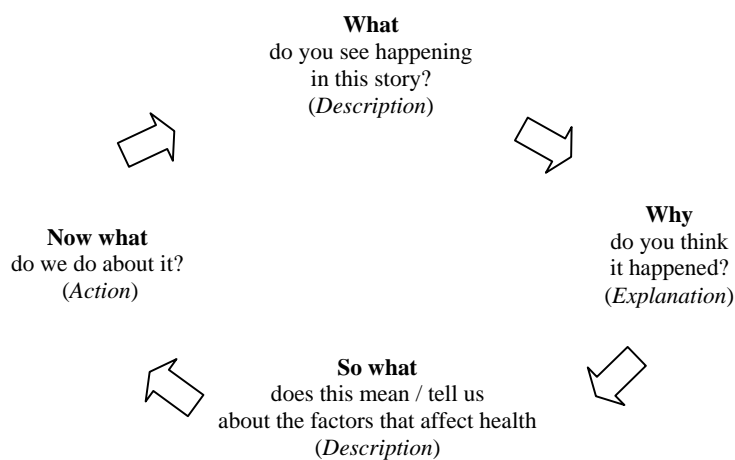 What
do you see happening
in this story?
(Description)
Why
do you think
it happened?
(Explanation)
So what
does this mean / tell us
about the factors that affect health
(Description)
Now what
do we do about it?
(Action)